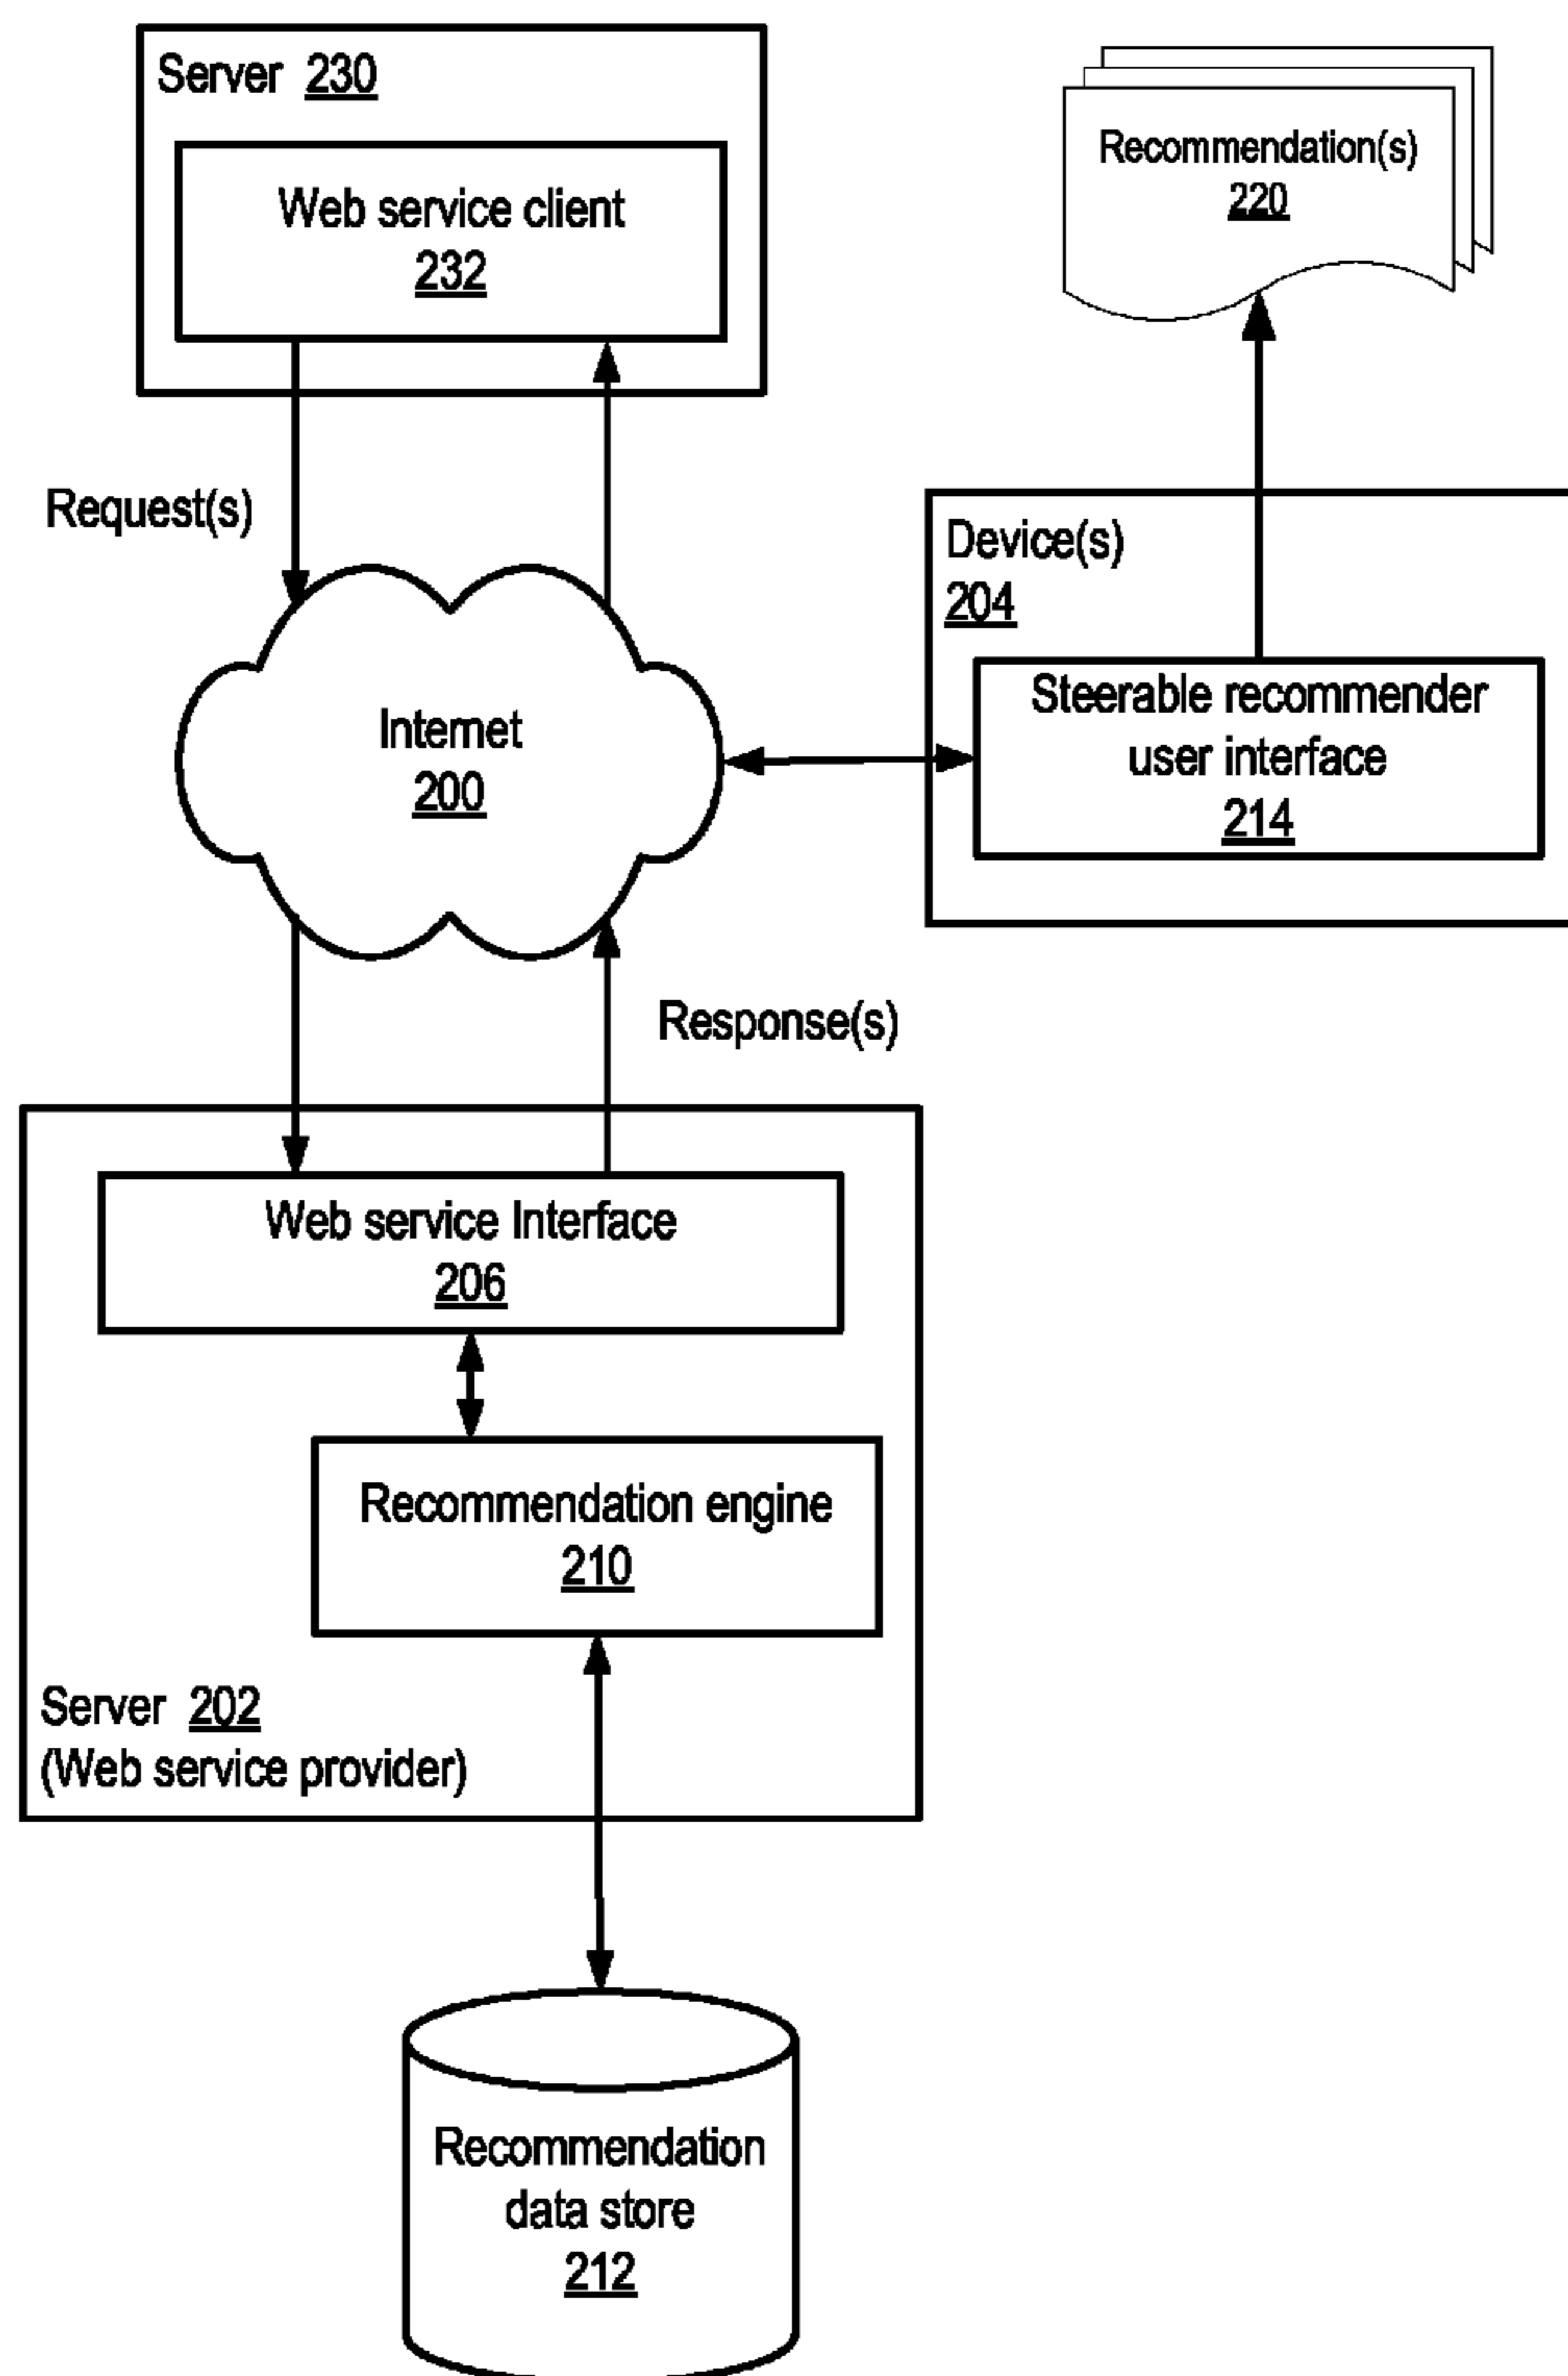 Server 230
Web service client
232
Recommendation(s)
220
Request(s)
Device(s)
204
Steerable recommender
user interface
214
Internet
200
Response(s)
Web service Interface
206
Recommendation engine
210
Server 202
(Web service provider)
Recommendation
data store
212